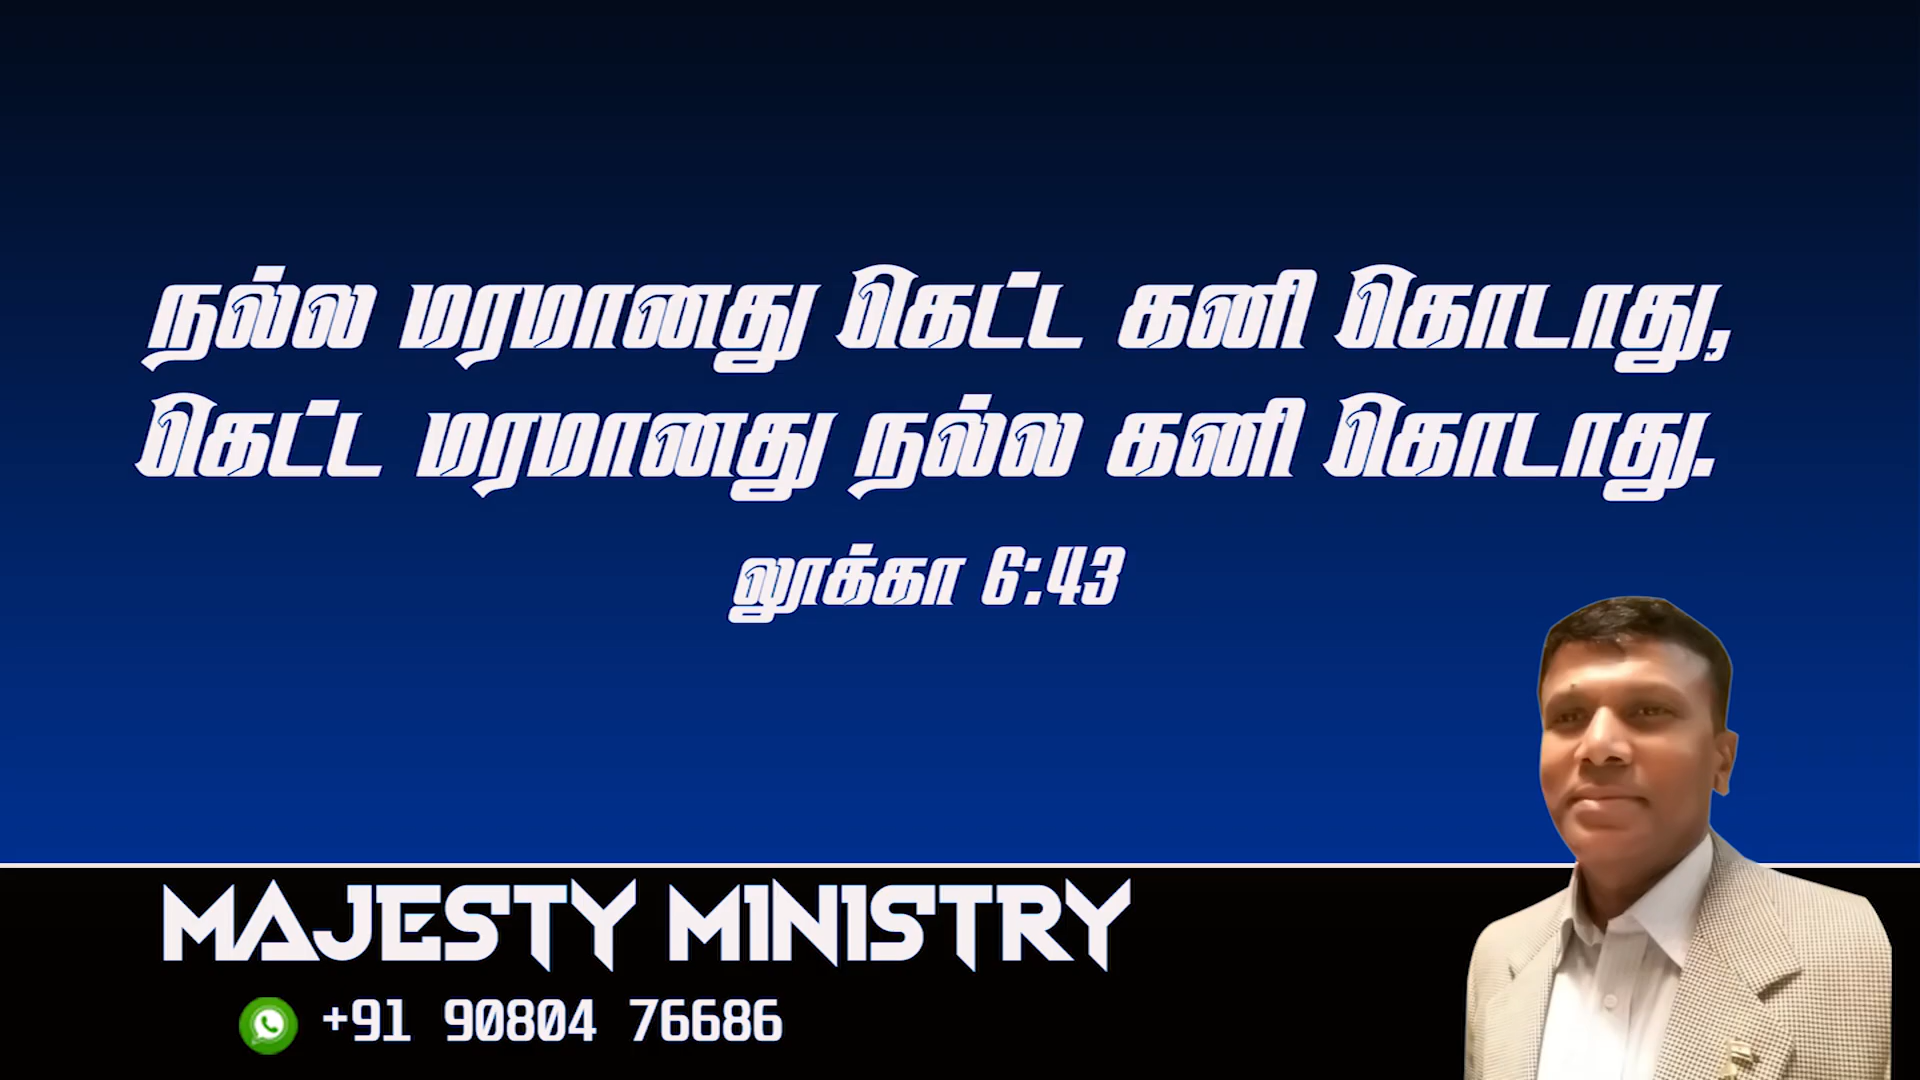 நல்ல மரமானது கெட்ட கனி கொடாது,
கெட்ட மரமானது நல்ல கனி கொடாது.
லூக்கா 6:43
MAJESTY MINISTRY
+91 90804 76686